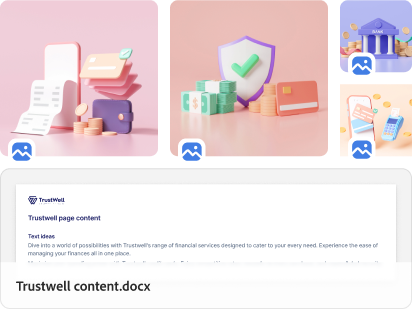 BANK
TrustWell
Trustwell page content
Text ideas
Dive into a world of possibilities with Trustwell's range of financial services designed to cater to your every need. Experience the ease of
managing your finances all in one place.
Trustwell content.docx